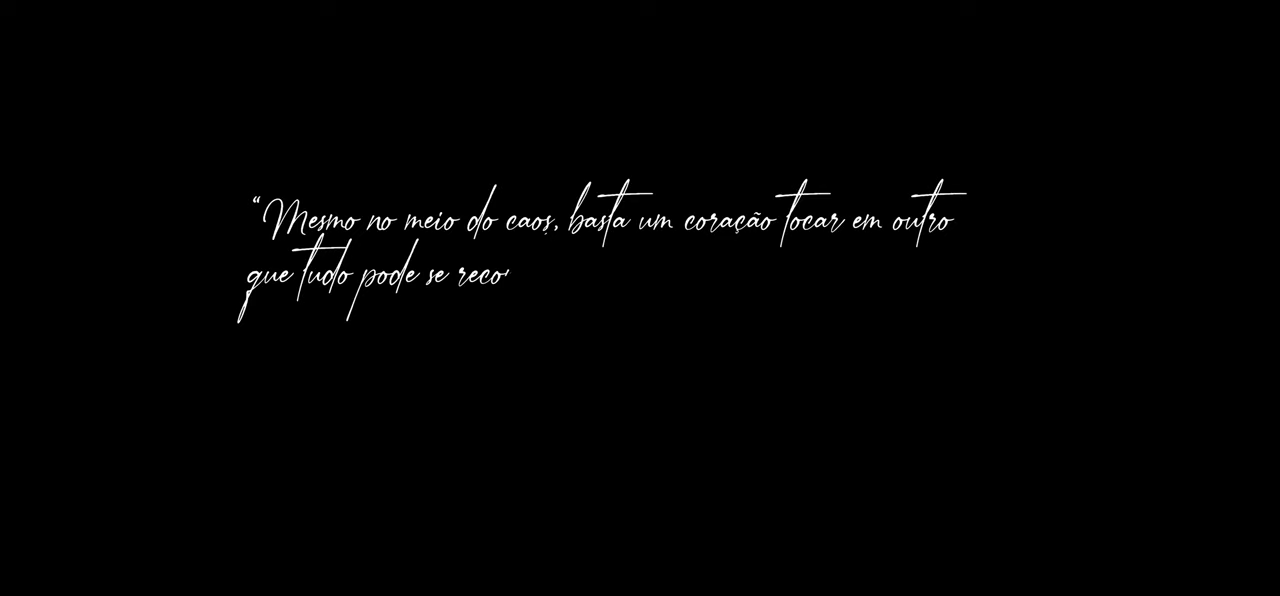 “Mesmo no meio do caos, basta um coração tocar em outro
que tudo pode se reco